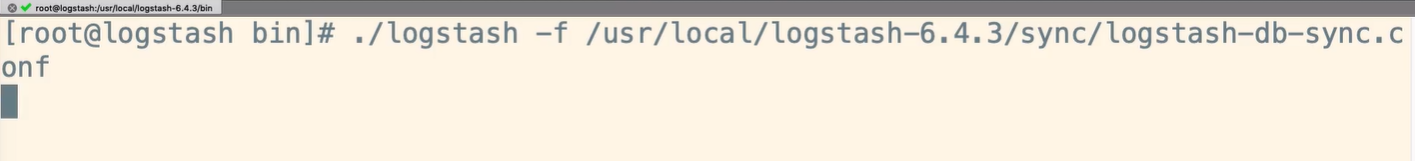 root@logstash:/usr/local/logstash-6.4.3/bin
[root@logstash bin]# ./logstash -f /usr/local/logstash-6.4.3/sync/logstash-db-sync.c
onf